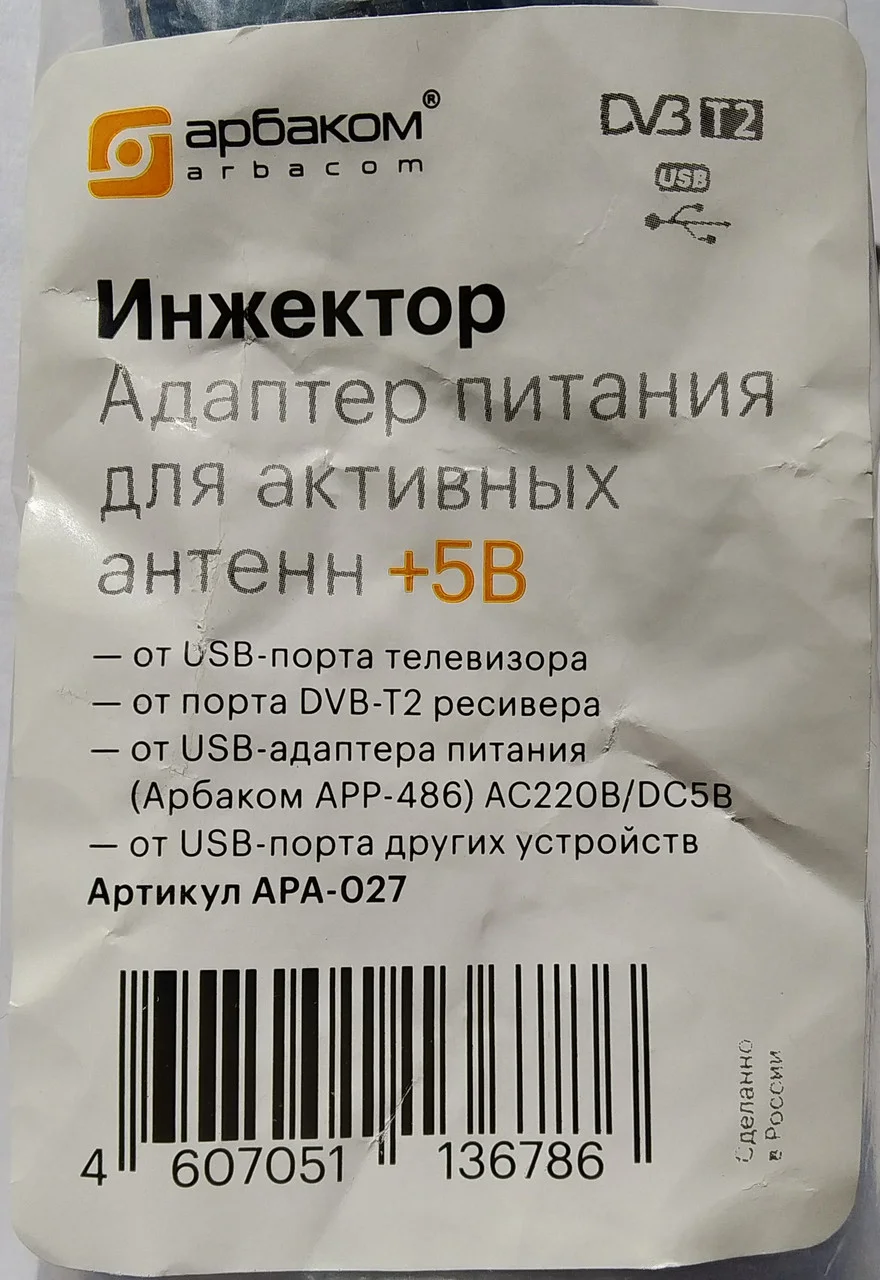 арбаком®
arbacom
DVB T2
USB
Инжектор
Адаптер питания
для активных
антенн +5В
— от USB-порта телевизора
— от порта DVB-T2 ресивера
— от USB-адаптера питания
(Арбаком АРР-486) AC220В/DC5В
— от USB-порта других устройств
Артикул АРА-027
4 607051 136786
Сделанно
в России